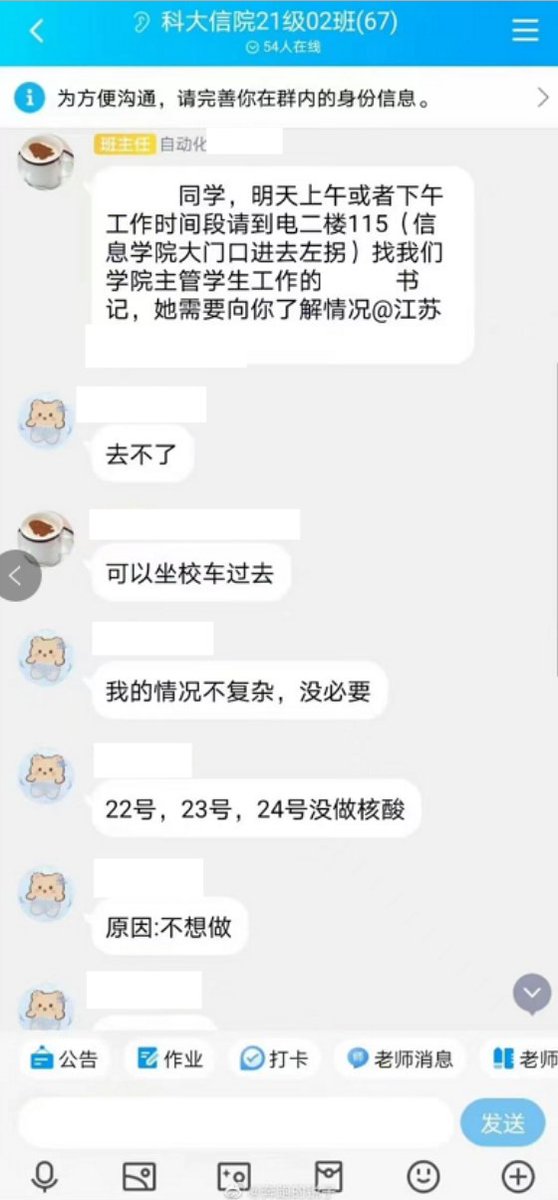 科大信院21级02班(67)
54人在线
为方便沟通，请完善你在群内的身份信息。
班主任 自动化
同学，明天上午或者下午
工作时间段请到电二楼115（信
息学院大门口进去左拐）找我们
学院主管学生工作的 书
记，她需要向你了解情况@江苏
去不了
可以坐校车过去
我的情况不复杂，没必要
22号，23号，24号没做核酸
原因:不想做
公告 作业 打卡 老师消息 老师
发送